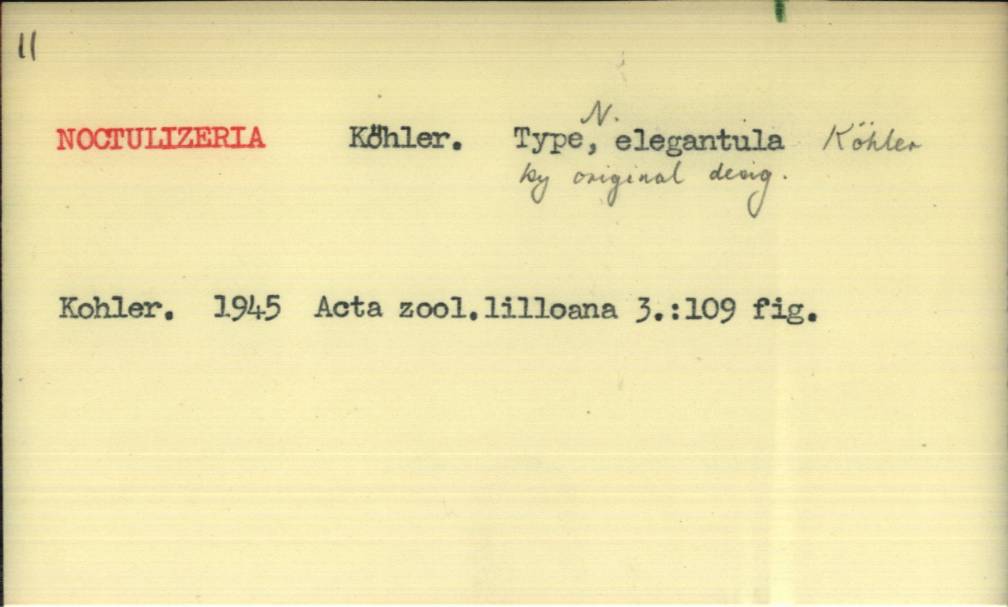 11
NOCTULIZERIA Köhler. Type, N. elegantula Köhler
by original desig.
Kohler. 1945 Acta zool.lilloana 3.:109 fig.